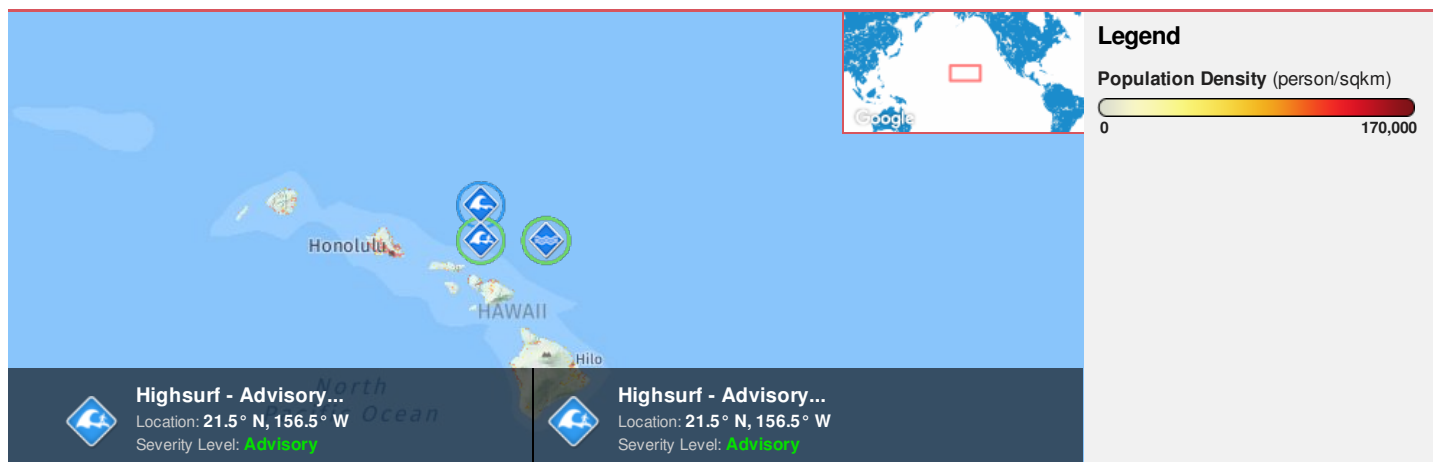 Google
Legend
Population Density (person/sqkm)
0 170,000
Honolulu
HAWAII
Hilo
North
Pacific Ocean
Highsurf - Advisory...
Location: 21.5° N, 156.5° W
Severity Level: Advisory
Highsurf - Advisory...
Location: 21.5° N, 156.5° W
Severity Level: Advisory